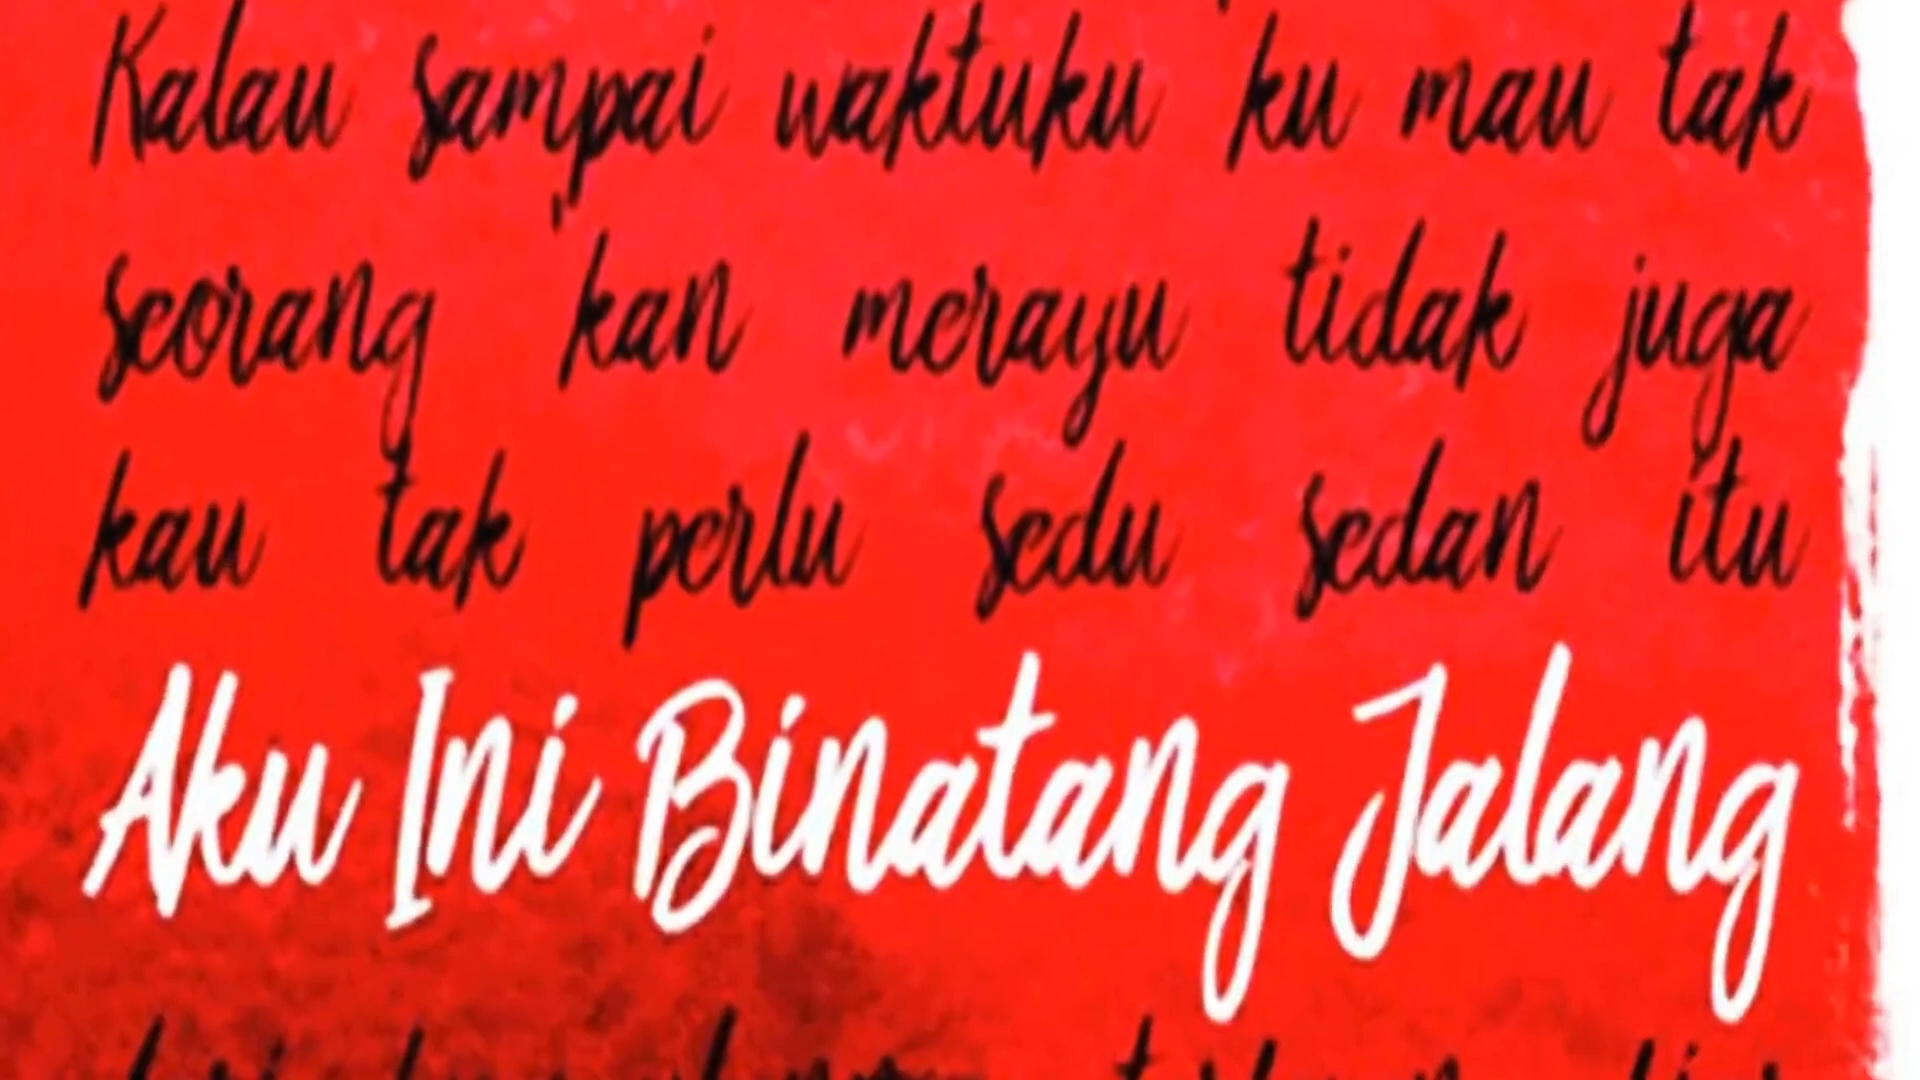 Kalau sampai waktuku 'ku mau tak
seorang 'kan merayu tidak juga
kau tak perlu sedu sedan itu
Aku Ini Binatang Jalang